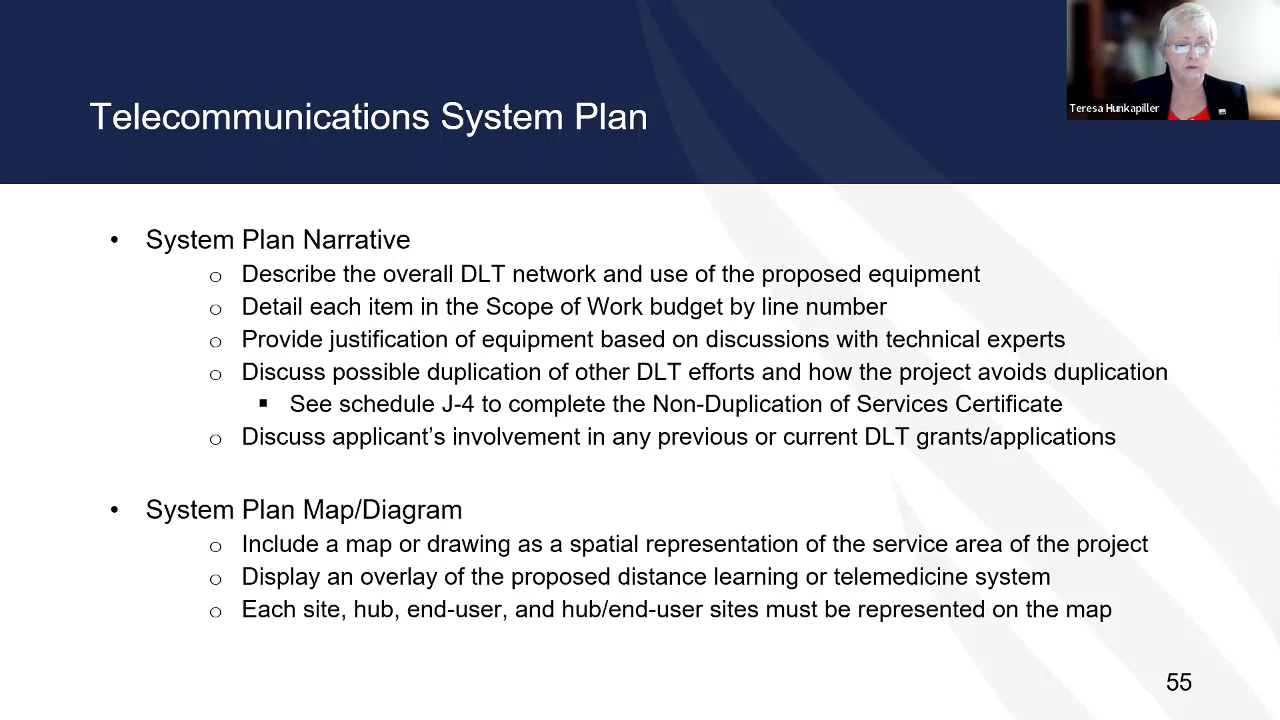 Teresa Hunkapiller
Telecommunications System Plan
• System Plan Narrative
o Describe the overall DLT network and use of the proposed equipment
o Detail each item in the Scope of Work budget by line number
o Provide justification of equipment based on discussions with technical experts
o Discuss possible duplication of other DLT efforts and how the project avoids duplication
▪ See schedule J-4 to complete the Non-Duplication of Services Certificate
o Discuss applicant’s involvement in any previous or current DLT grants/applications
• System Plan Map/Diagram
o Include a map or drawing as a spatial representation of the service area of the project
o Display an overlay of the proposed distance learning or telemedicine system
o Each site, hub, end-user, and hub/end-user sites must be represented on the map
55